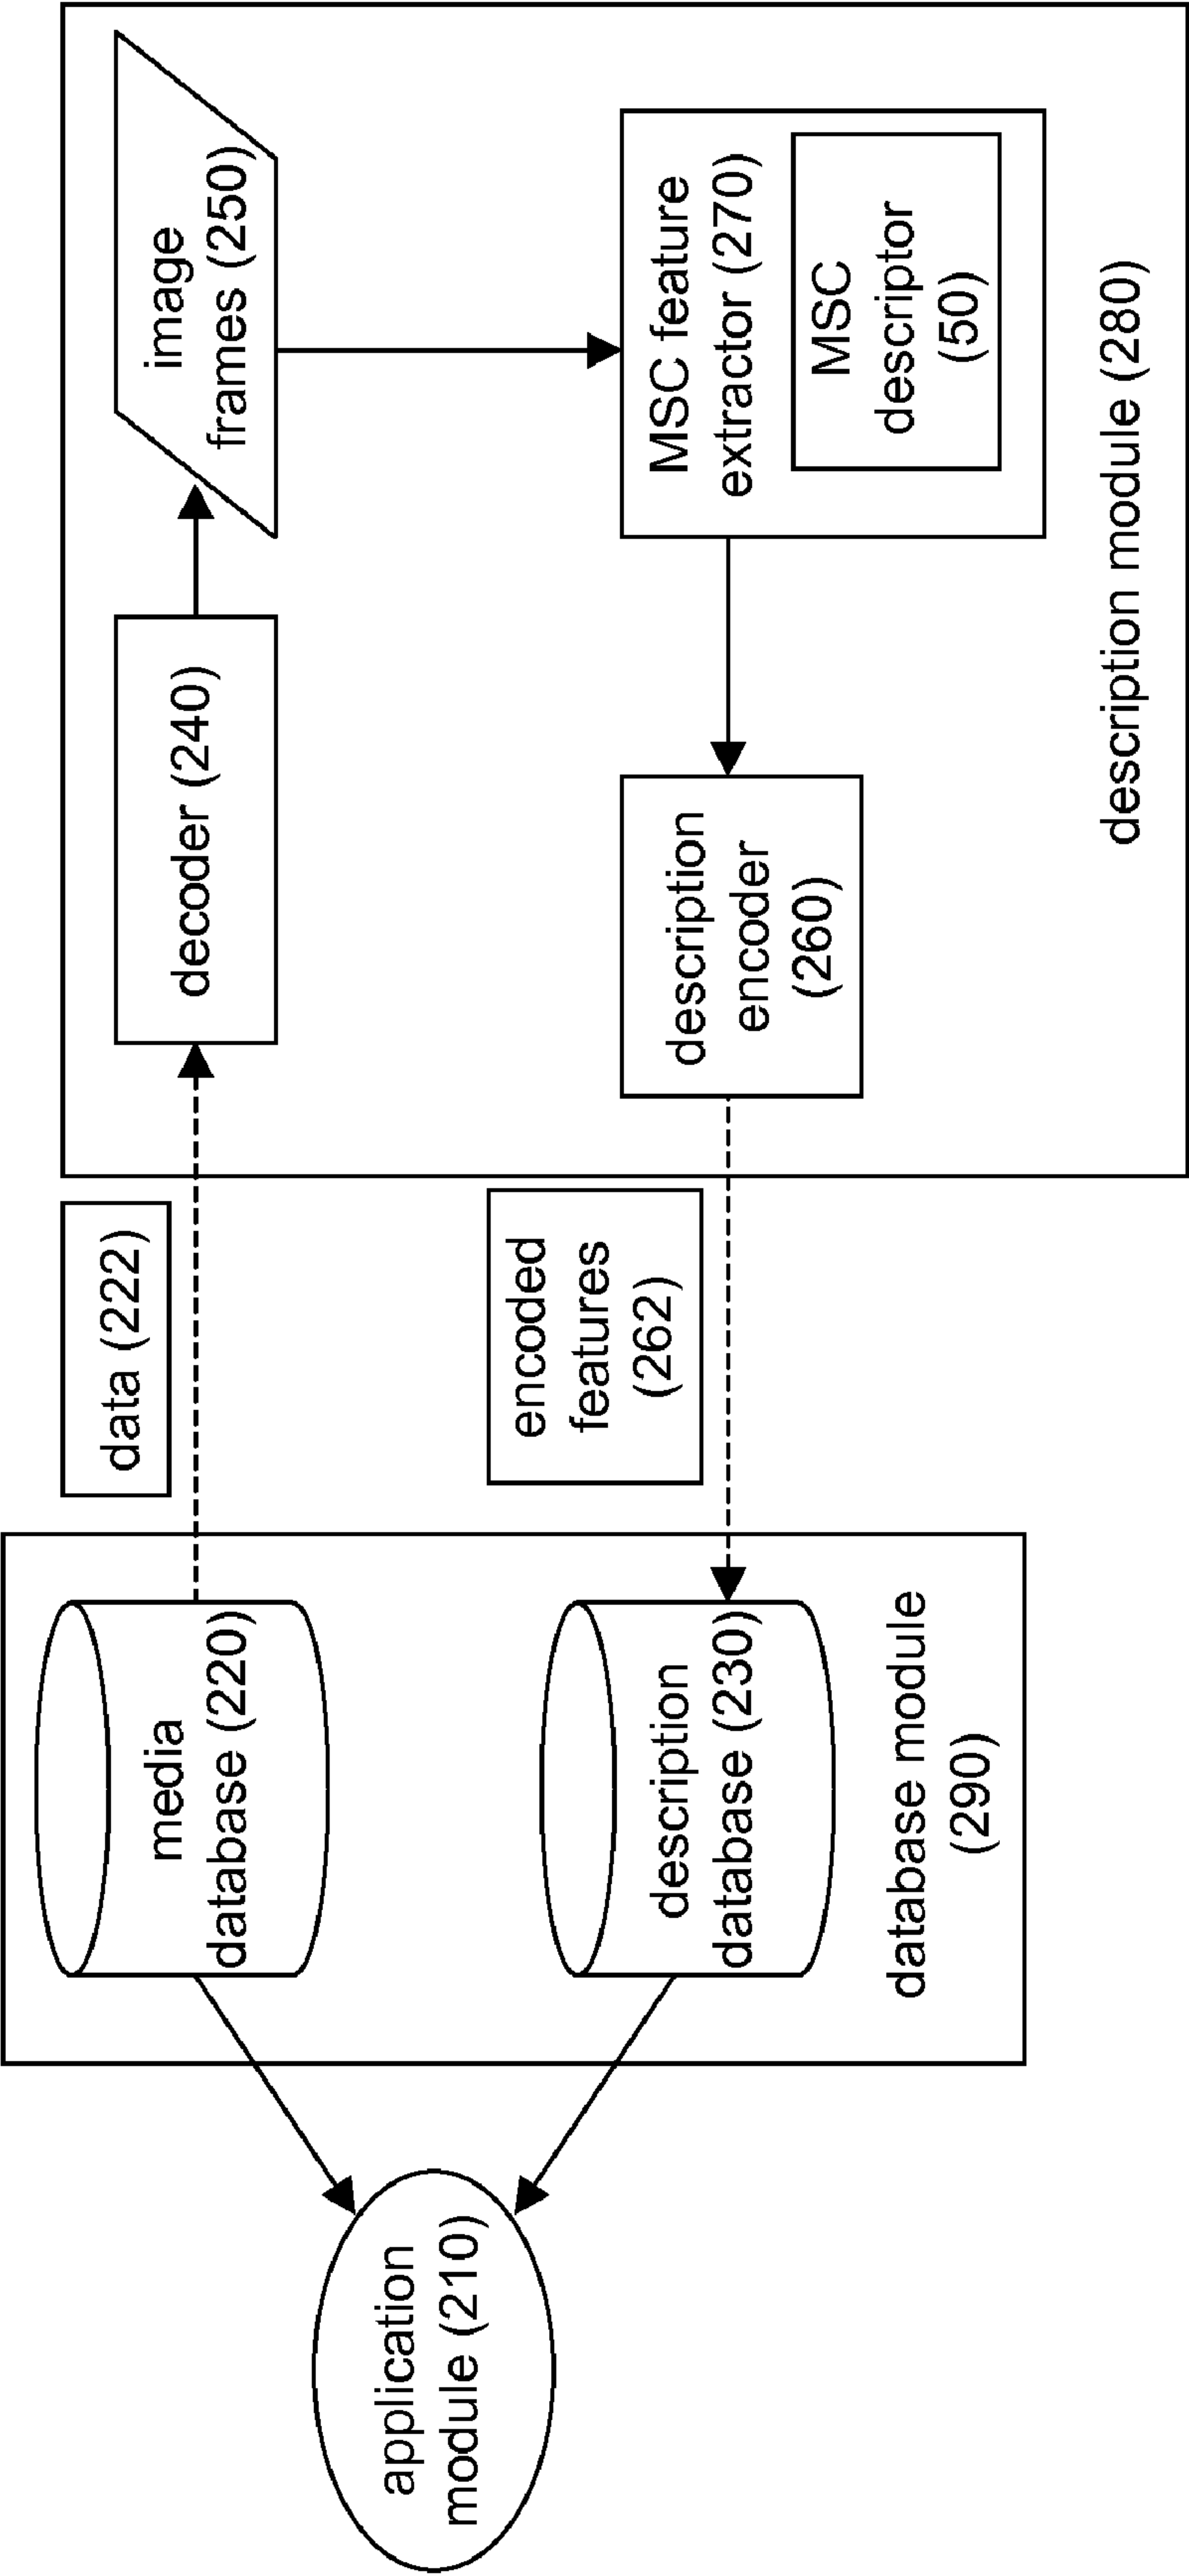 application
module (210)
media
database (220)
description
database (230)
database module
(290)
data (222)
encoded
features
(262)
decoder (240)
image
frames (250)
description
encoder
(260)
MSC feature
extractor (270)
MSC
descriptor
(50)
description module (280)